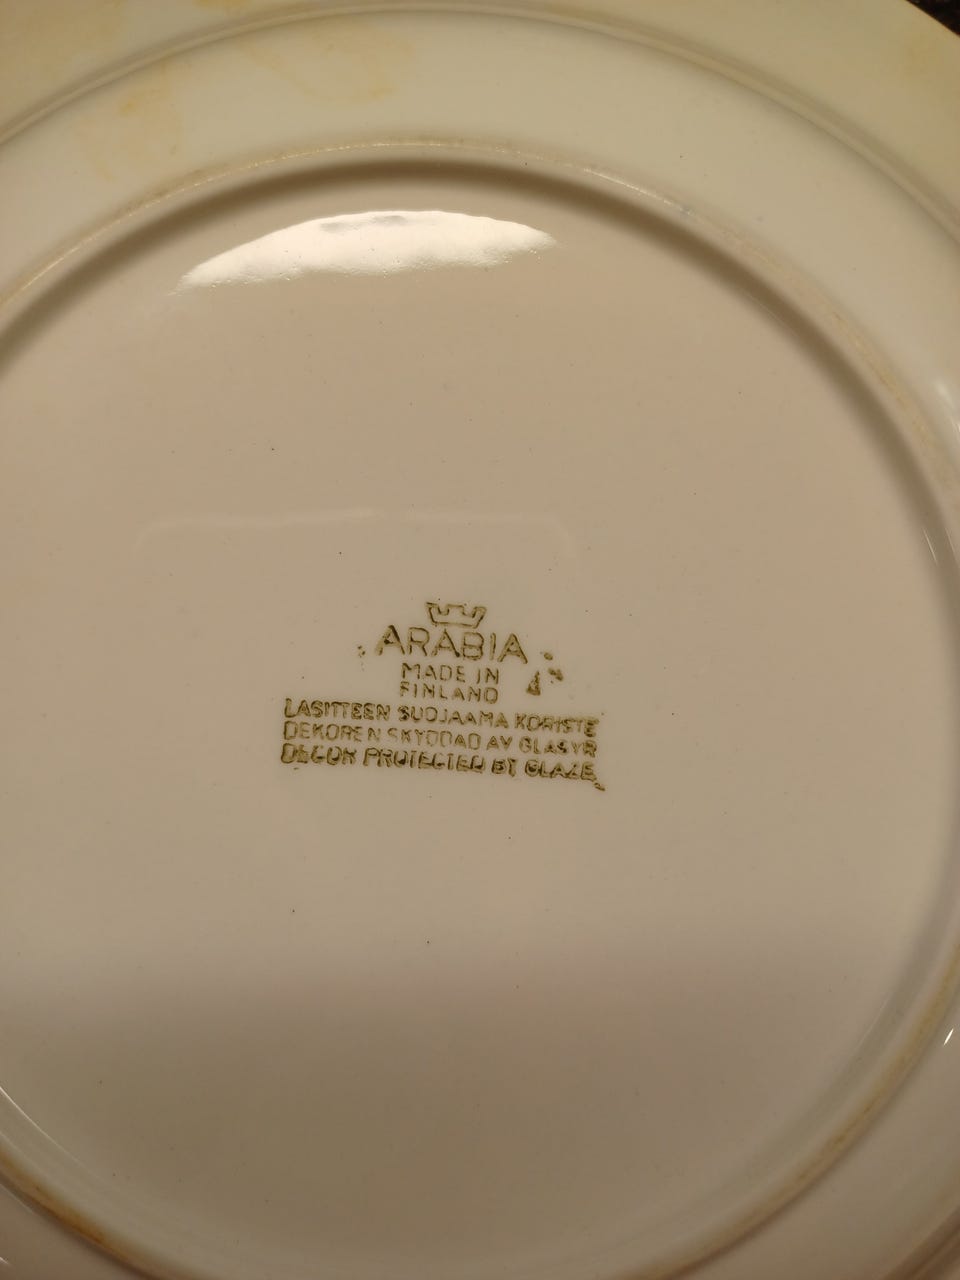 ARABIA
MADE IN
FINLAND
LASITTEEN SUOJAAMA KORISTE
DEKOREN SKYDDAD AV GLASYR
DECOR PROTECTED BY GLAZE